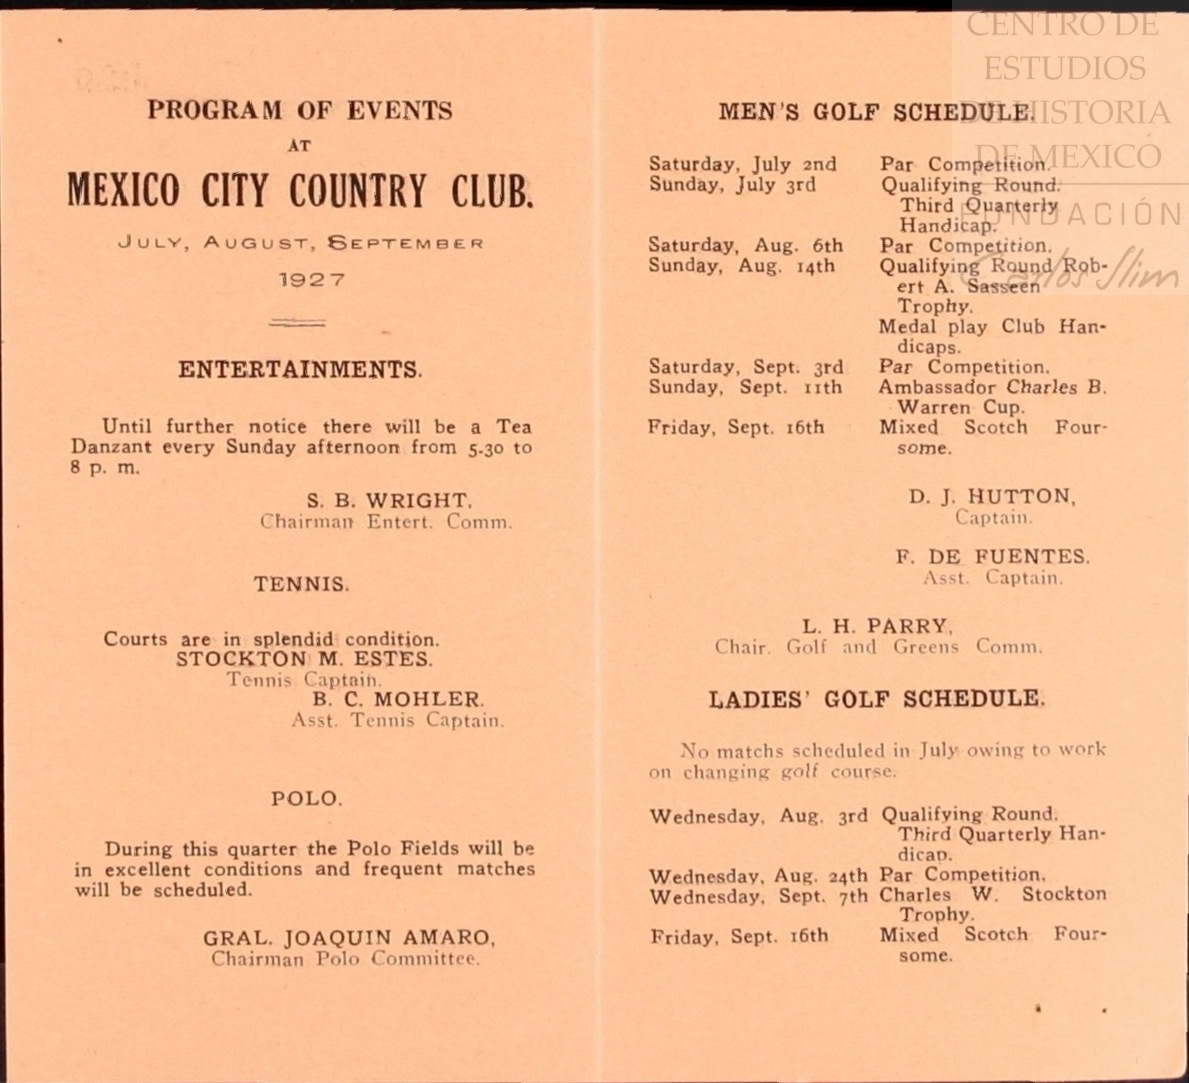 PROGRAM OF EVENTS
AT
MEXICO CITY COUNTRY CLUB.
JULY, AUGUST, SEPTEMBER
1927
ENTERTAINMENTS.
Until further notice there will be a Tea
Danzant every Sunday afternoon from 5.30 to
8 p. m.
S. B. WRIGHT,
Chairman Entert. Comm.
TENNIS.
Courts are in splendid condition.
STOCKTON M. ESTES.
Tennis Captain.
B. C. MOHLER.
Asst. Tennis Captain.
POLO.
During this quarter the Polo Fields will be
in excellent conditions and frequent matches
will be scheduled.
GRAL. JOAQUIN AMARO,
Chairman Polo Committee.
MEN'S GOLF SCHEDULE.
Saturday, July 2nd Par Competition.
Sunday, July 3rd Qualifying Round.
Third Quarterly
Handicap.
Saturday, Aug. 6th Par Competition.
Sunday, Aug. 14th Qualifying Round Rob-
ert A. Sasseen
Trophy.
Medal play Club Han-
dicaps.
Saturday, Sept. 3rd Par Competition.
Sunday, Sept. 11th Ambassador Charles B.
Warren Cup.
Friday, Sept. 16th Mixed Scotch Four-
some.
D. J. HUTTON,
Captain.
F. DE FUENTES.
Asst. Captain.
L. H. PARRY,
Chair. Golf and Greens Comm.
LADIES' GOLF SCHEDULE.
No matchs scheduled in July owing to work
on changing golf course.
Wednesday, Aug. 3rd Qualifying Round.
Third Quarterly Han-
dicap.
Wednesday, Aug. 24th Par Competition.
Wednesday, Sept. 7th Charles W. Stockton
Trophy.
Friday, Sept. 16th Mixed Scotch Four-
some.
CENTRO DE
ESTUDIOS
DE HISTORIA
DE MEXICO
FUNDACIÓN
Carlos Slim